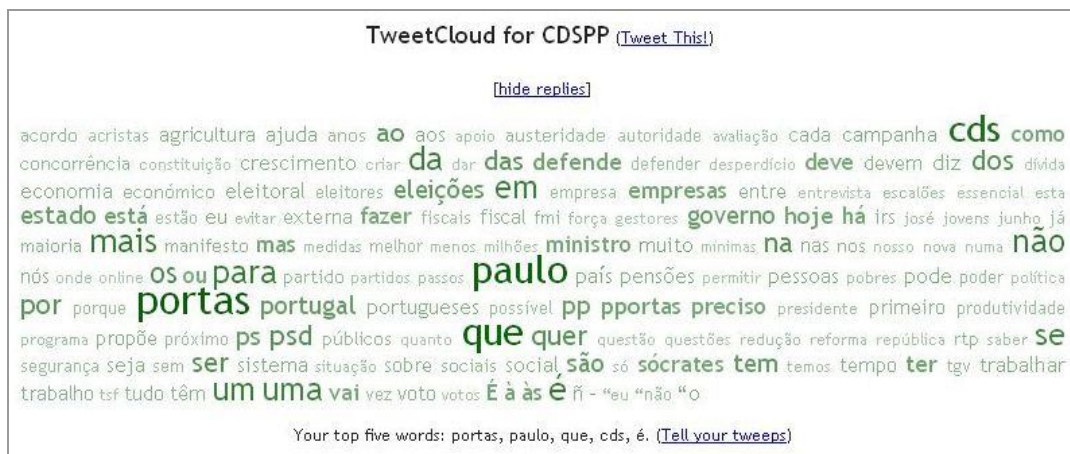 TweetCloud for CDSPP (Tweet This!)
[hide replies]
acordo acristas agricultura ajuda anos ao aos apoio austeridade autoridade avaliação cada campanha cds como
concorrência constituição crescimento criar da dar das defende defender desperdício deve devem diz dos dívida
economia económico eleitoral eleitores eleições em empresa empresas entre entrevista escalões essencial esta
estado está estão eu evitar externa fazer fiscais fiscal fmi força gestores governo hoje há irs josé jovens junho já
maioria mais manifesto mas medidas melhor menos milhões ministro muito mínimas na nas nos nosso nova numa não
nós onde online os ou para partido partidos passos paulo país pensões permitir pessoas pobres pode poder política
por porque portas portugal portugueses possível pp pportas preciso presidente primeiro produtividade
programa propõe próximo ps psd públicos quanto que quer questão questões redução reforma república rtp saber se
segurança seja sem ser sistema situação sobre sociais social são só sócrates tem temos tempo ter tgv trabalhar
trabalho tsf tudo têm um uma vai vez voto votos É à às é ñ - “eu “não “o
Your top five words: portas, paulo, que, cds, é. (Tell your tweeps)